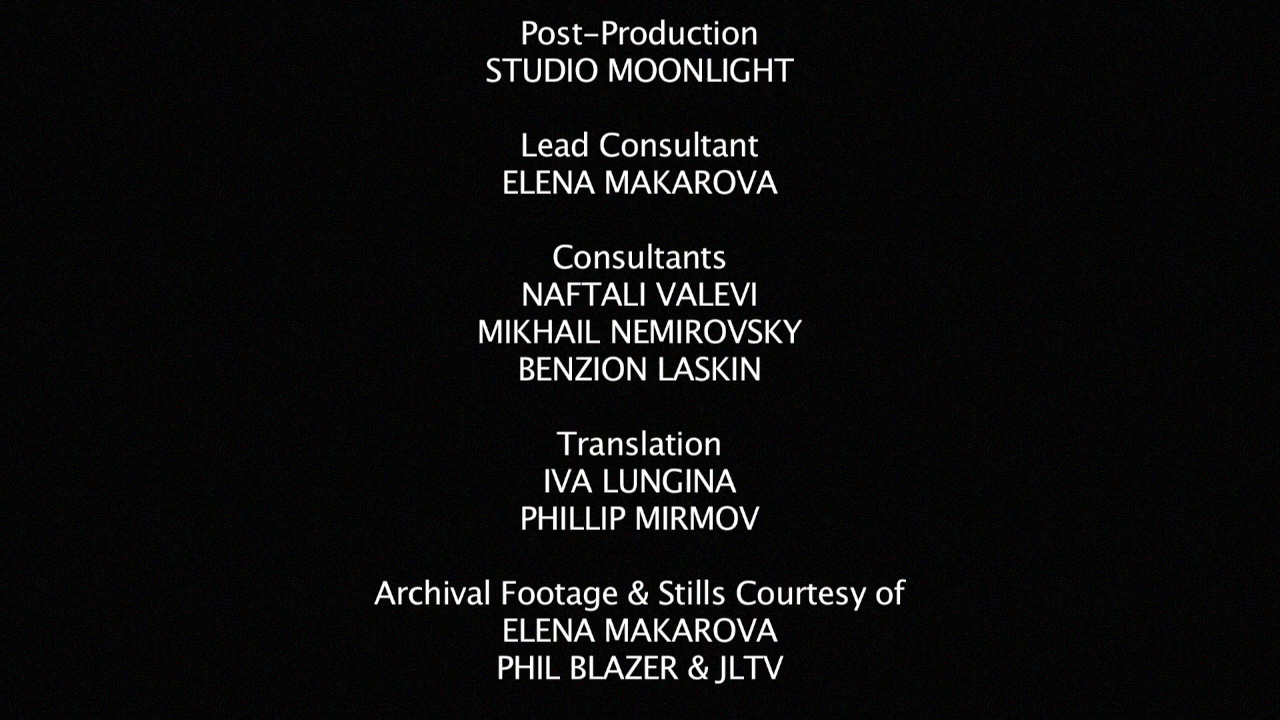 Post-Production
STUDIO MOONLIGHT
Lead Consultant
ELENA MAKAROVA
Consultants
NAFTALI VALEVI
MIKHAIL NEMIROVSKY
BENZION LASKIN
Translation
IVA LUNGINA
PHILLIP MIRMOV
Archival Footage & Stills Courtesy of
ELENA MAKAROVA
PHIL BLAZER & JLTV